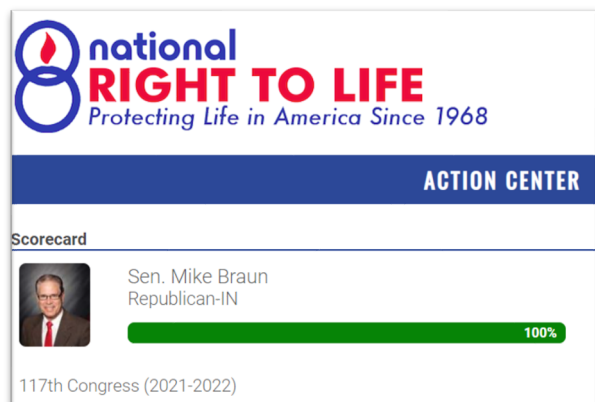 national
RIGHT TO LIFE
Protecting Life in America Since 1968
ACTION CENTER
Scorecard
Sen. Mike Braun
Republican-IN
100%
117th Congress (2021-2022)